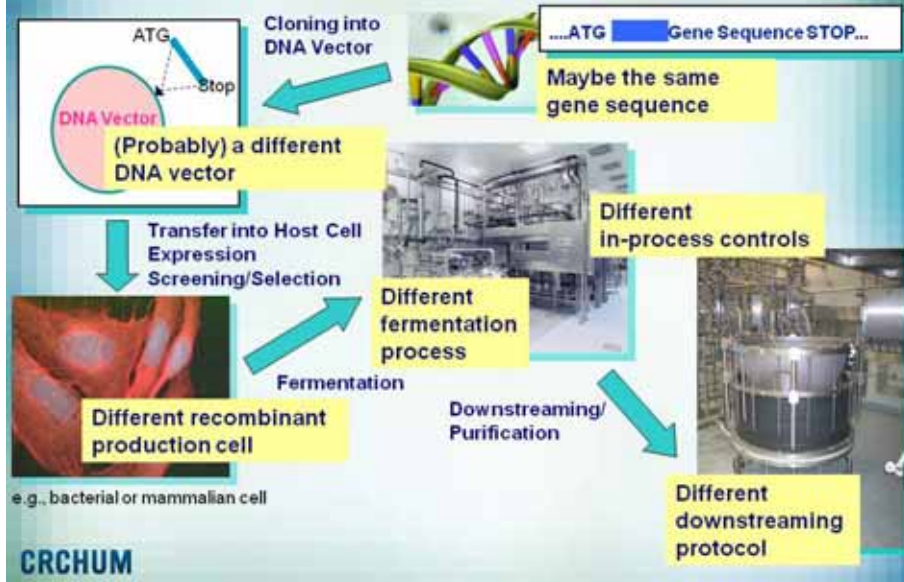 Cloning into
DNA Vector
....ATG Gene Sequence STOP...
Maybe the same
gene sequence
ATG
Stop
DNA Vector
(Probably) a different
DNA vector
Transfer into Host Cell
Expression
Screening/Selection
Different
in-process controls
Different
fermentation
process
Fermentation
Different recombinant
production cell
e.g., bacterial or mammalian cell
Downstreaming/
Purification
Different
downstreaming
protocol
CRCHUM